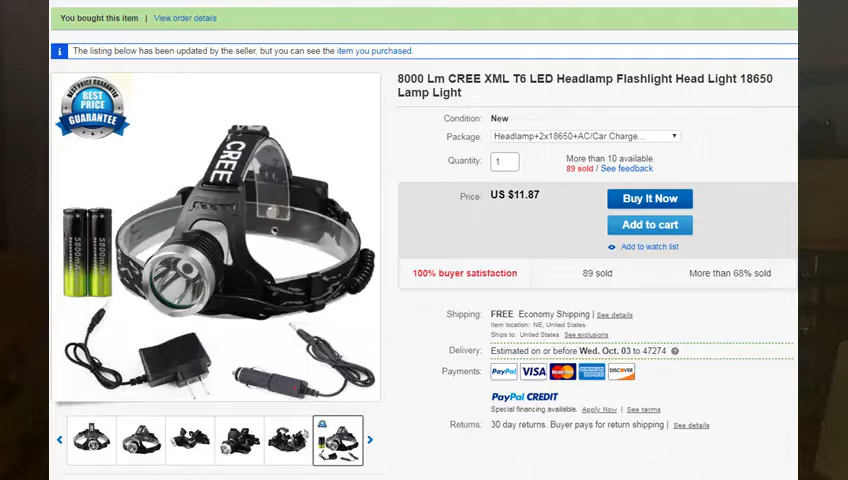 You bought this item | View order details
i The listing below has been updated by the seller, but you can see the item you purchased.
BEST PRICE GUARANTEE
BEST
PRICE
GUARANTEE
CREE
5800mAh
5800mAh
8000 Lm CREE XML T6 LED Headlamp Flashlight Head Light 18650
Lamp Light
Condition: New
Package: Headlamp+2x18650+AC/Car Charge...
Quantity: 1
More than 10 available
89 sold / See feedback
Price: US $11.87
Buy It Now
Add to cart
Add to watch list
100% buyer satisfaction
89 sold
More than 68% sold
Shipping: FREE Economy Shipping | See details
Item location: NE, United States
Ships to: United States See exclusions
Delivery: Estimated on or before Wed. Oct. 03 to 47274
Payments: PayPal VISA MasterCard AMERICAN EXPRESS DISCOVER
PayPal CREDIT
Special financing available. Apply Now | See terms
Returns: 30 day returns. Buyer pays for return shipping | See details